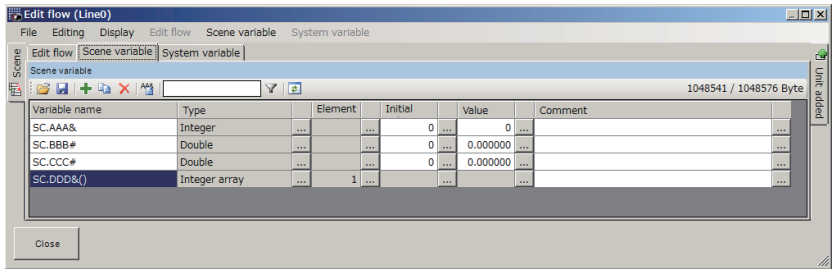 Edit flow (Line0)
File Editing Display Edit flow Scene variable System variable
Scene
Edit flow Scene variable System variable
Scene variable
1048541 / 1048576 Byte
Unit added
Variable name Type Element Initial Value Comment
SC.AAA& Integer ... ... 0 ... 0 ... ...
SC.BBB# Double ... ... 0 ... 0.000000 ... ...
SC.CCC# Double ... ... 0 ... 0.000000 ... ...
SC.DDD&() Integer array ... 1 ... ... ... ...
Close